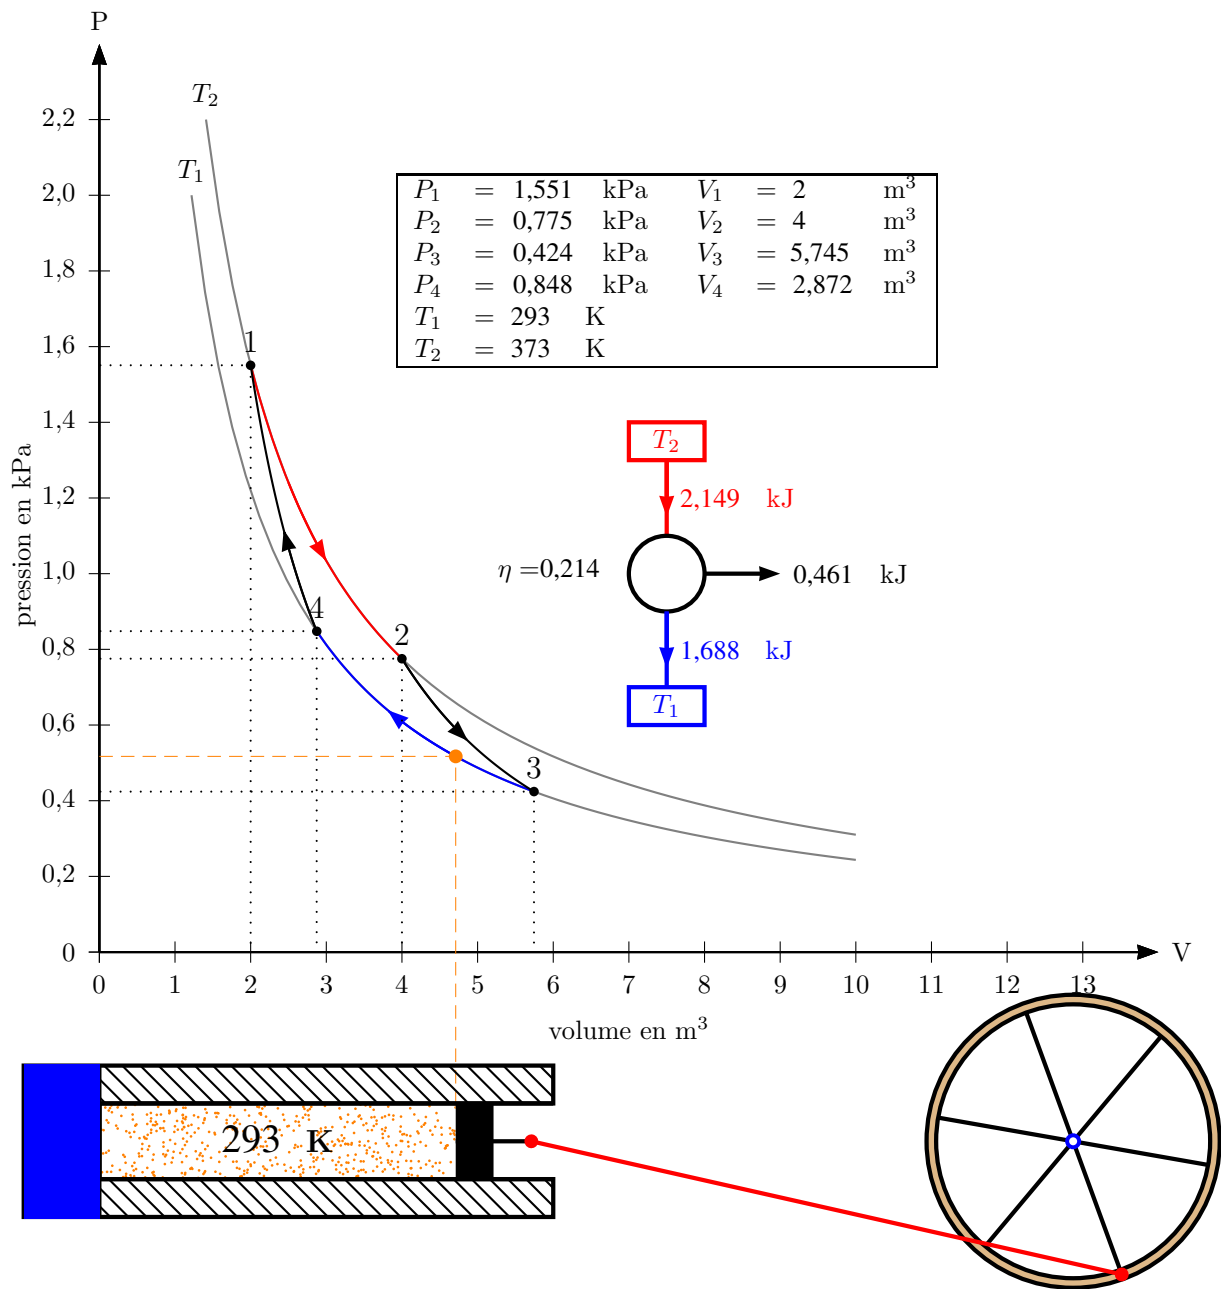 P
T₂
2,2
T₁
2,0
P₁ = 1,551 kPa V₁ = 2 m³
P₂ = 0,775 kPa V₂ = 4 m³
P₃ = 0,424 kPa V₃ = 5,745 m³
P₄ = 0,848 kPa V₄ = 2,872 m³
T₁ = 293 K
T₂ = 373 K
1,8
1,6
1
1,4
T₂
pression en kPa
1,2
2,149 kJ
1,0
η =0,214
0,461 kJ
4
0,8
2
1,688 kJ
0,6
T₁
3
0,4
0,2
0
V
0 1 2 3 4 5 6 7 8 9 10 11 12 13
volume en m³
293 K